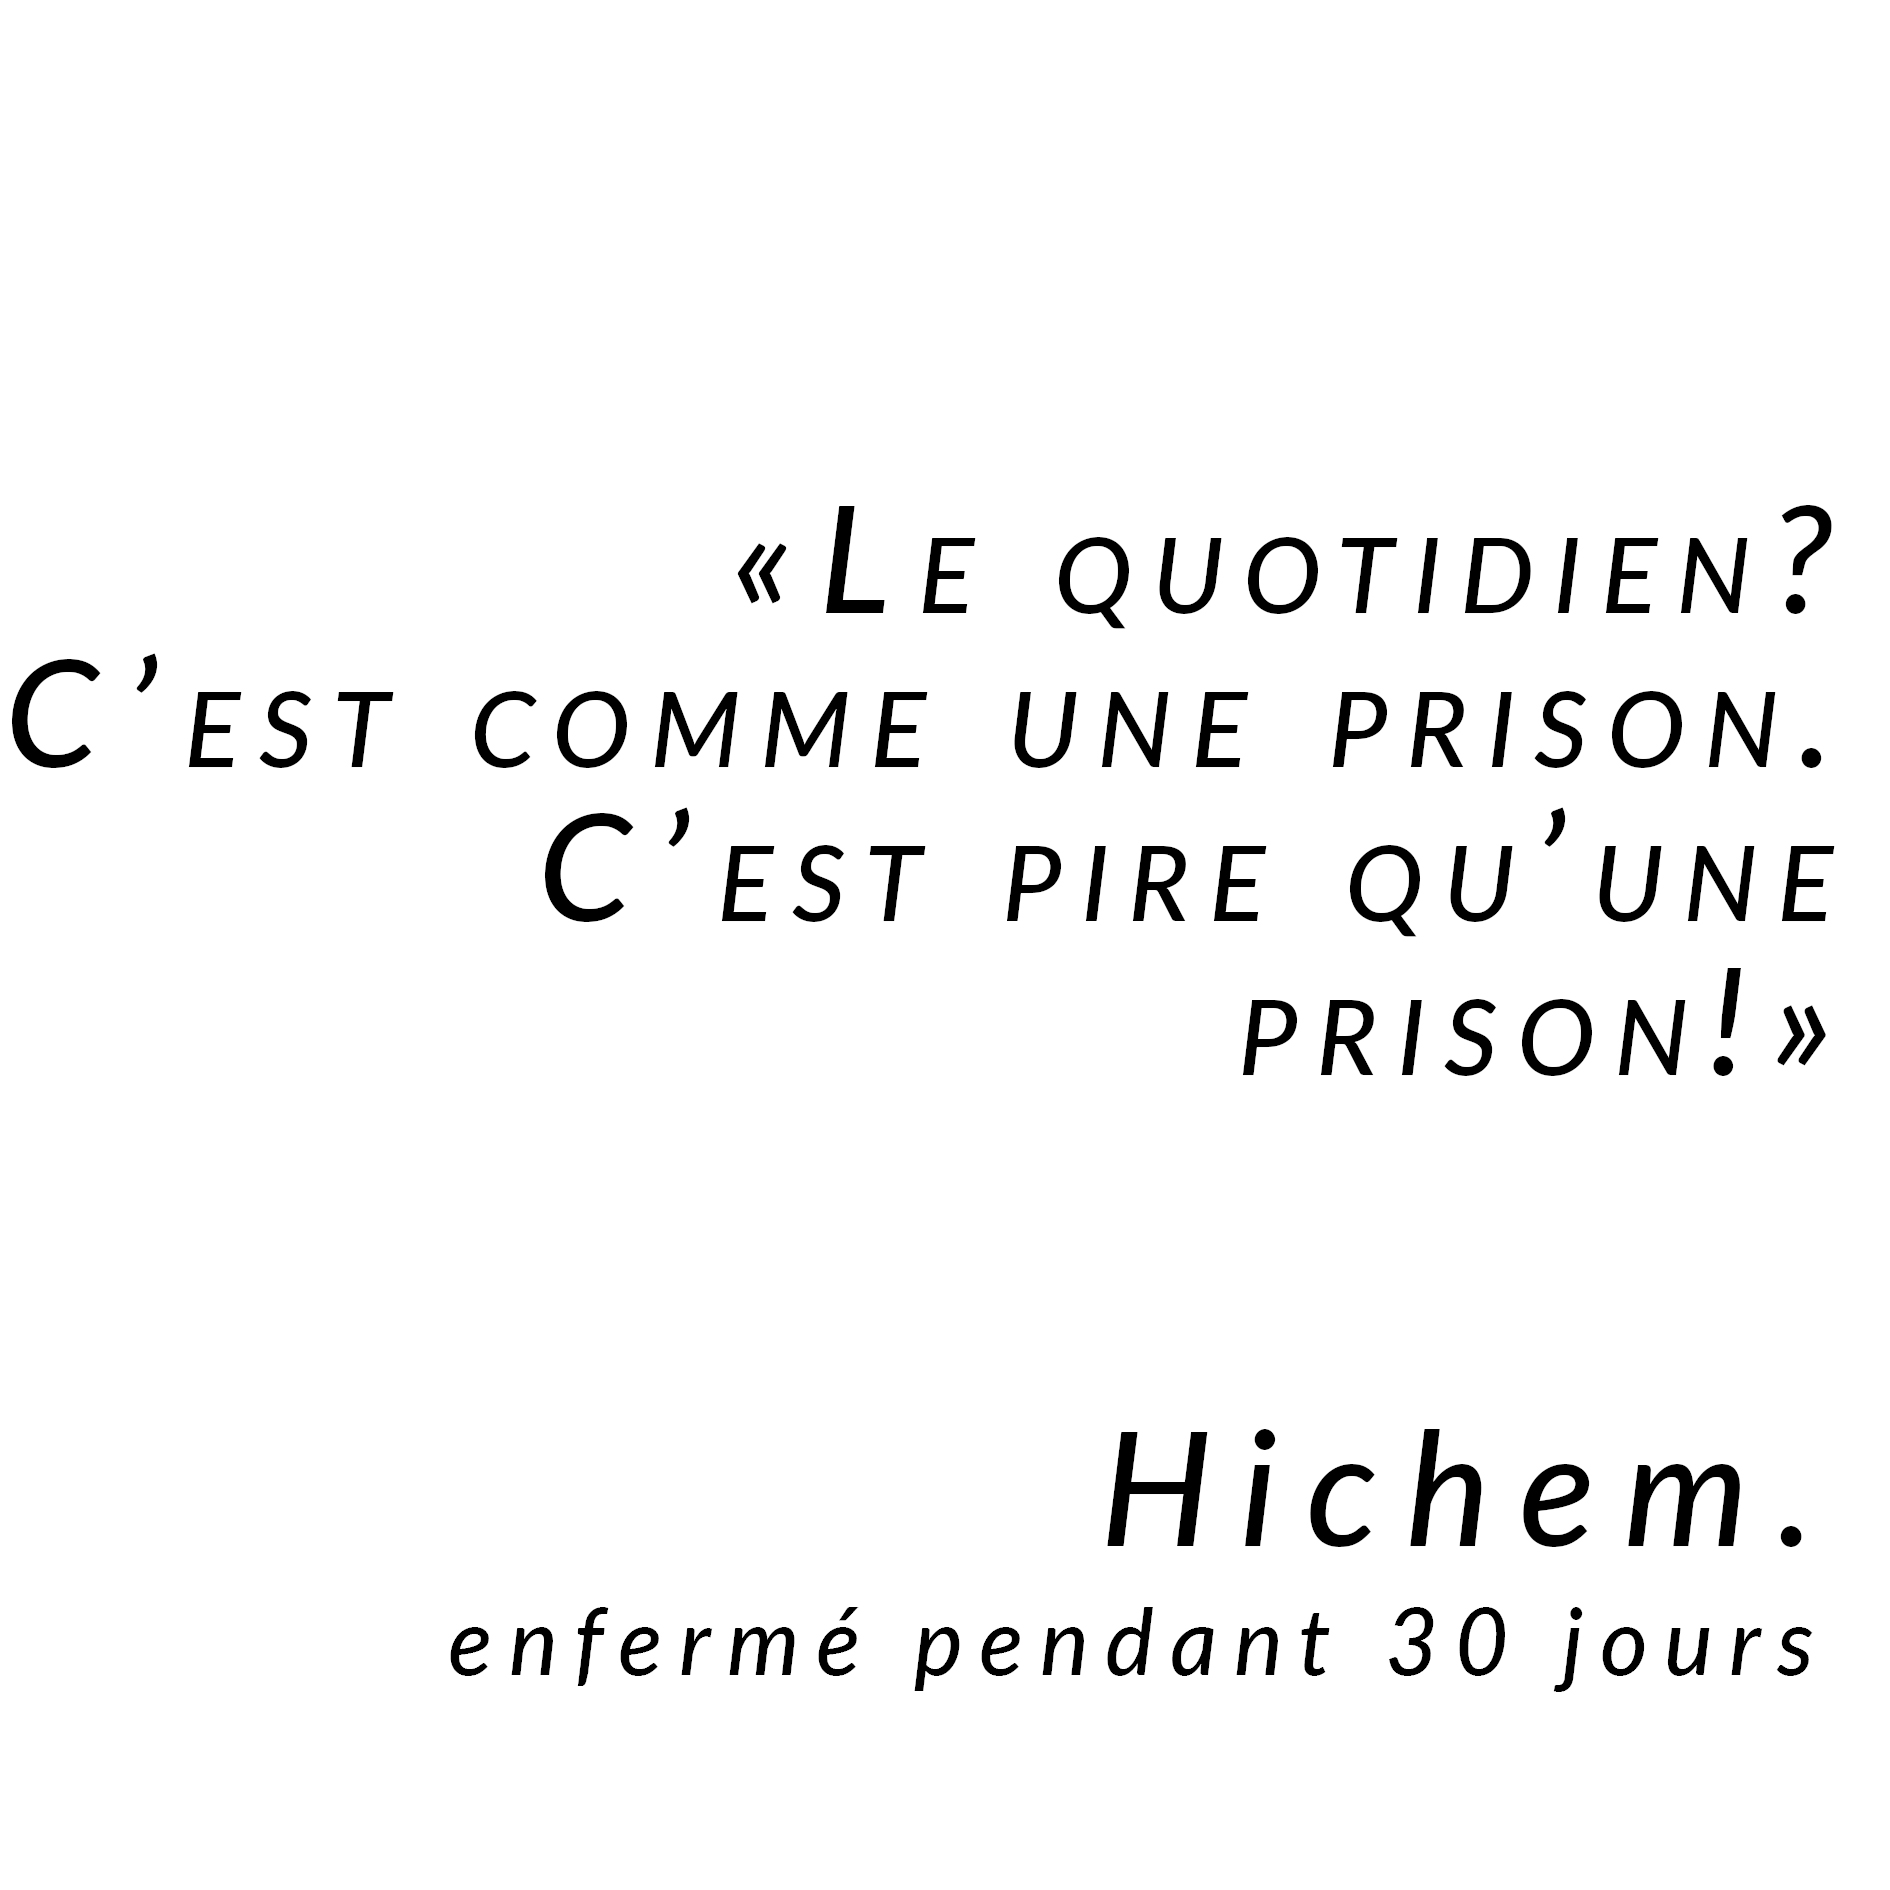 «Le quotidien?
C’est comme une prison.
C’est pire qu’une
prison!»
Hichem.
enfermé pendant 30 jours